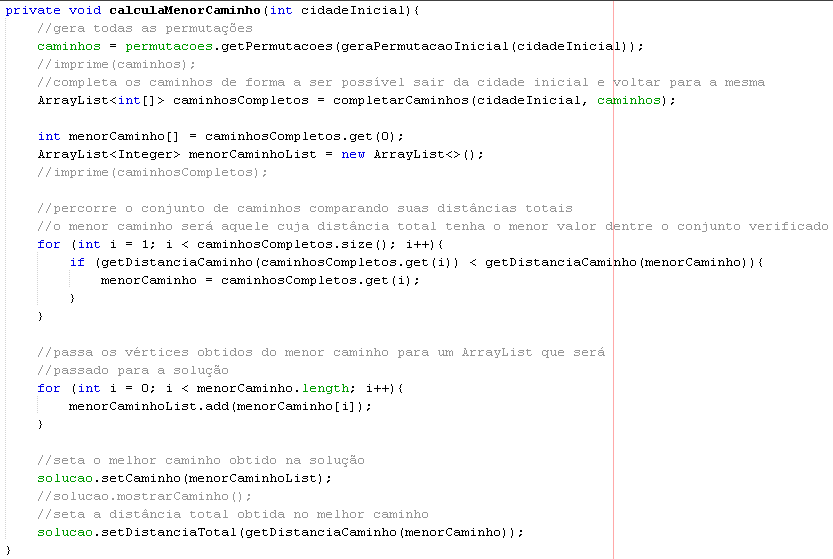 private void calculaMenorCaminho(int cidadeInicial){
//gera todas as permutações
caminhos = permutacoes.getPermutacoes(geraPermutacaoInicial(cidadeInicial));
//imprime(caminhos);
//completa os caminhos de forma a ser possível sair da cidade inicial e voltar para a mesma
ArrayList<int[]> caminhosCompletos = completarCaminhos(cidadeInicial, caminhos);
int menorCaminho[] = caminhosCompletos.get(0);
ArrayList<Integer> menorCaminhoList = new ArrayList<>();
//imprime(caminhosCompletos);
//percorre o conjunto de caminhos comparando suas distâncias totais
//o menor caminho será aquele cuja distância total tenha o menor valor dentre o conjunto verificado
for (int i = 1; i < caminhosCompletos.size(); i++){
if (getDistanciaCaminho(caminhosCompletos.get(i)) < getDistanciaCaminho(menorCaminho)){
menorCaminho = caminhosCompletos.get(i);
}
}
//passa os vértices obtidos do menor caminho para um ArrayList que será
//passado para a solução
for (int i = 0; i < menorCaminho.length; i++){
menorCaminhoList.add(menorCaminho[i]);
}
//seta o melhor caminho obtido na solução
solucao.setCaminho(menorCaminhoList);
//solucao.mostrarCaminho();
//seta a distância total obtida no melhor caminho
solucao.setDistanciaTotal(getDistanciaCaminho(menorCaminho));
}